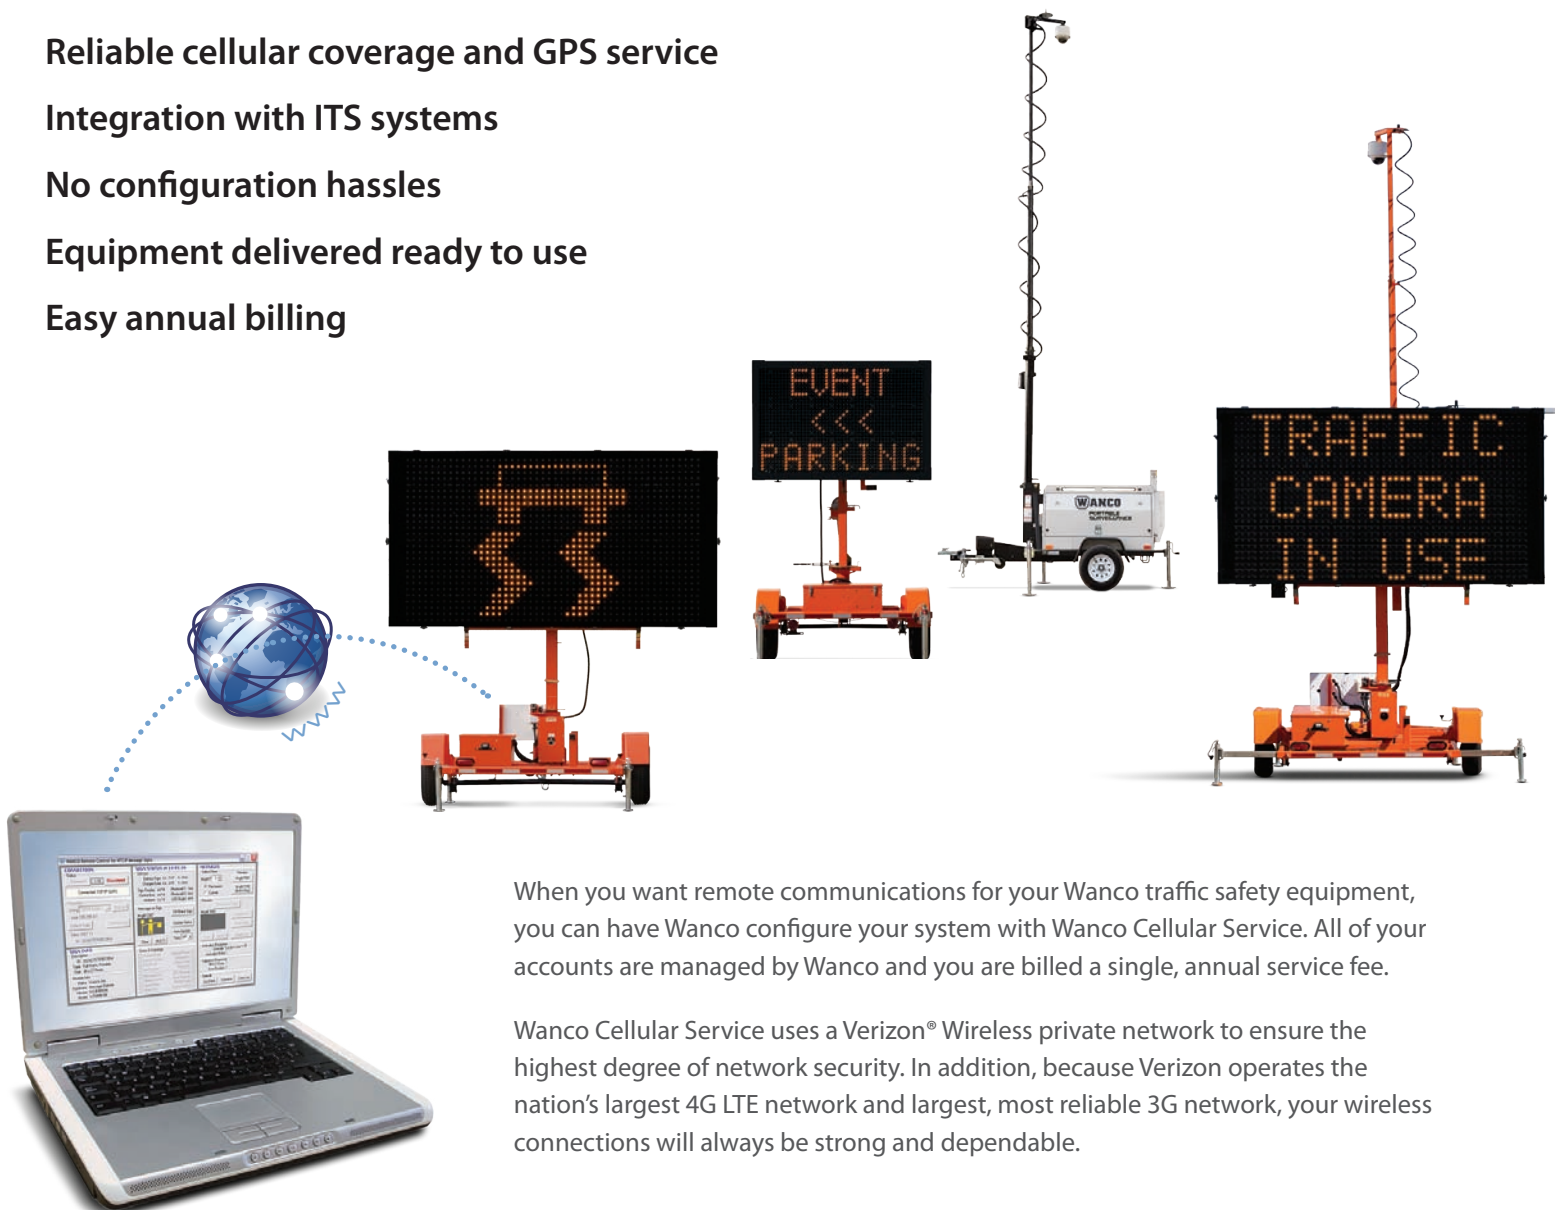 Reliable cellular coverage and GPS service
Integration with ITS systems
No configuration hassles
Equipment delivered ready to use
Easy annual billing
EVENT
<<<
PARKING
WANCO
PORTABLE
SURVEILLANCE
TRAFFIC
CAMERA
IN USE
www
When you want remote communications for your Wanco traffic safety equipment,
you can have Wanco configure your system with Wanco Cellular Service. All of your
accounts are managed by Wanco and you are billed a single, annual service fee.
Wanco Cellular Service uses a Verizon® Wireless private network to ensure the
highest degree of network security. In addition, because Verizon operates the
nation’s largest 4G LTE network and largest, most reliable 3G network, your wireless
connections will always be strong and dependable.